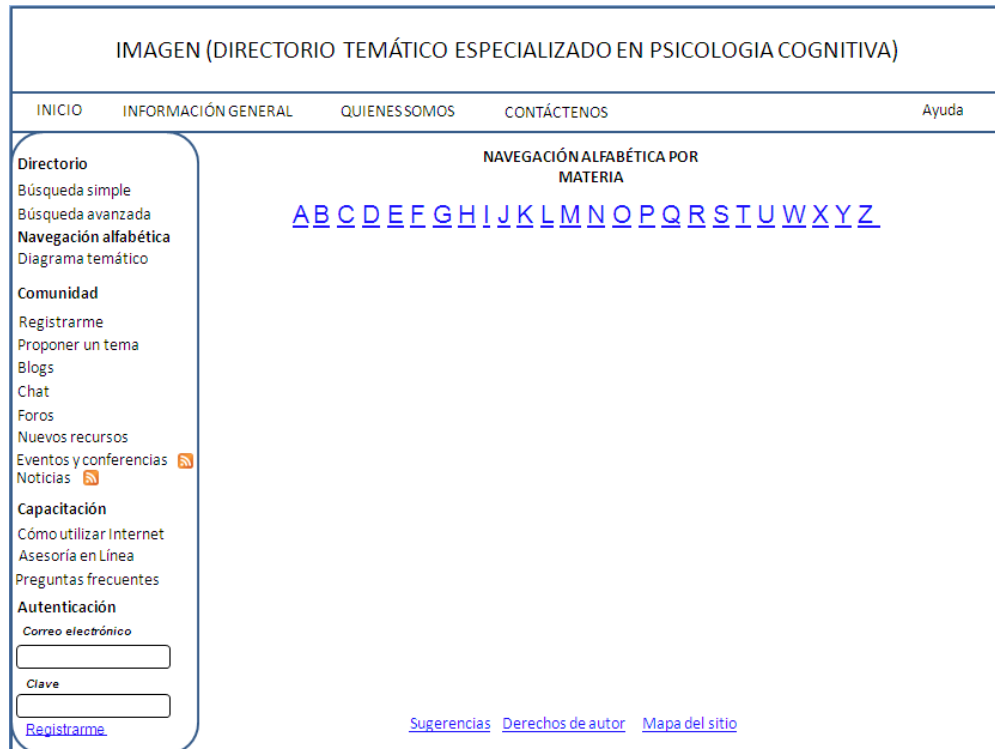 IMAGEN (DIRECTORIO TEMÁTICO ESPECIALIZADO EN PSICOLOGIA COGNITIVA)
INICIO INFORMACIÓN GENERAL QUIENES SOMOS CONTÁCTENOS Ayuda
Directorio
Búsqueda simple
Búsqueda avanzada
Navegación alfabética
Diagrama temático
Comunidad
Registrarme
Proponer un tema
Blogs
Chat
Foros
Nuevos recursos
Eventos y conferencias
Noticias
Capacitación
Cómo utilizar Internet
Asesoría en Línea
Preguntas frecuentes
Autenticación
Correo electrónico
Clave
Registrarme
NAVEGACIÓN ALFABÉTICA POR
MATERIA
A B C D E F G H I J K L M N O P Q R S T U W X Y Z
Sugerencias Derechos de autor Mapa del sitio